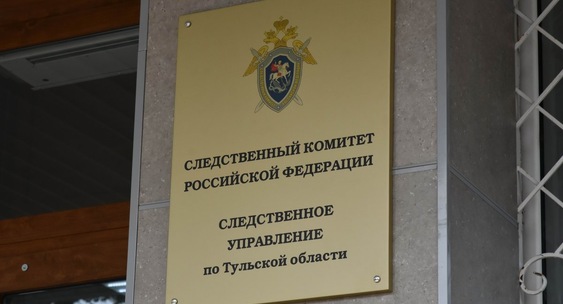 СЛЕДСТВЕННЫЙ КОМИТЕТ
РОССИЙСКОЙ ФЕДЕРАЦИИ
СЛЕДСТВЕННОЕ
УПРАВЛЕНИЕ
по Тульской области